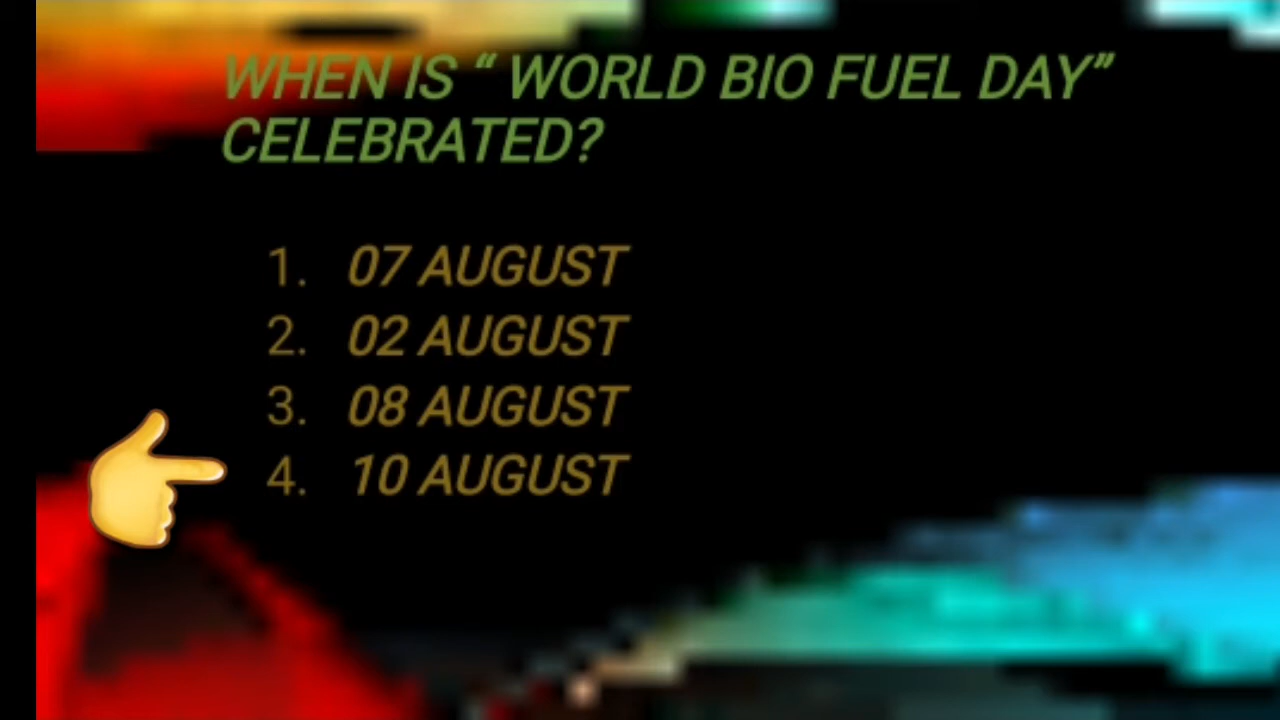 WHEN IS “ WORLD BIO FUEL DAY”
CELEBRATED?
1. 07 AUGUST
2. 02 AUGUST
3. 08 AUGUST
4. 10 AUGUST